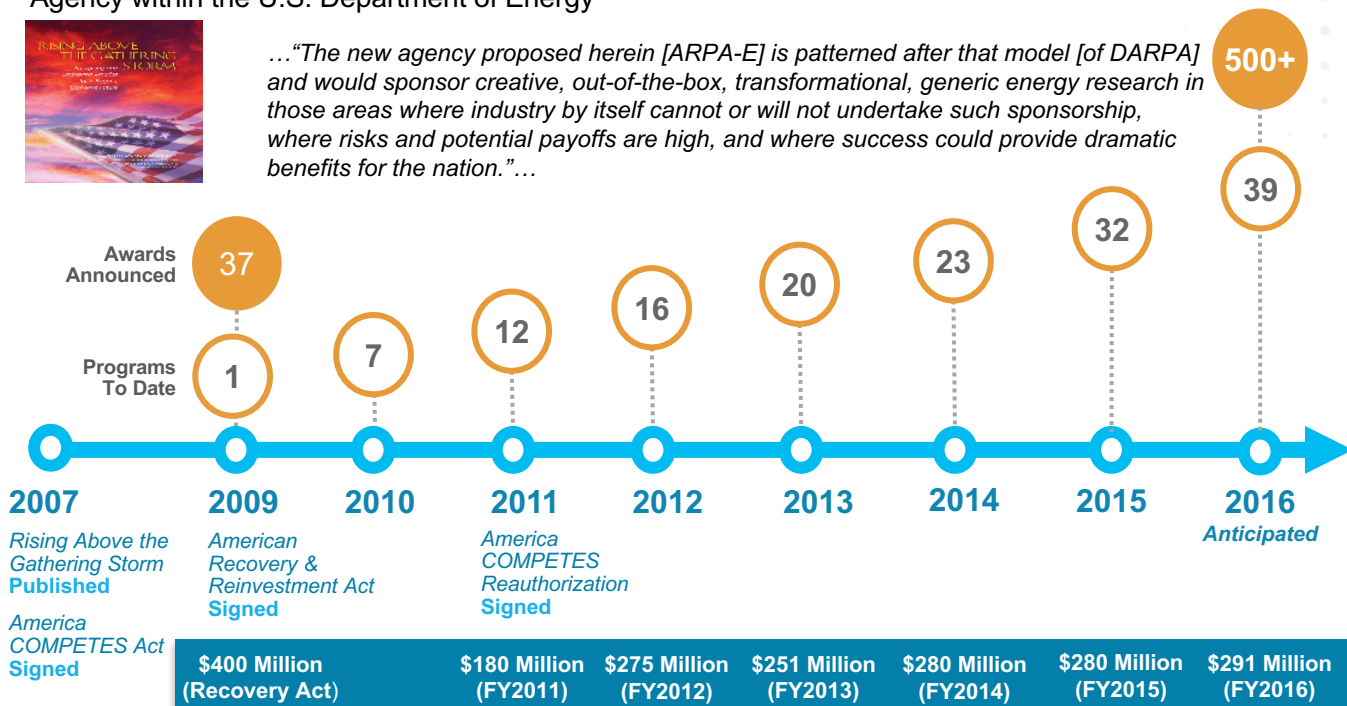 Agency within the U.S. Department of Energy
RISING ABOVE
THE GATHERING
STORM
…“The new agency proposed herein [ARPA-E] is patterned after that model [of DARPA]
and would sponsor creative, out-of-the-box, transformational, generic energy research in
those areas where industry by itself cannot or will not undertake such sponsorship,
where risks and potential payoffs are high, and where success could provide dramatic
benefits for the nation.”…
500+
39
32
23
20
16
12
7
Awards
Announced
37
Programs
To Date
1
2007
2009
2010
2011
2012
2013
2014
2015
2016
Anticipated
Rising Above the
Gathering Storm
Published
America
COMPETES Act
Signed
American
Recovery &
Reinvestment Act
Signed
America
COMPETES
Reauthorization
Signed
$400 Million
(Recovery Act)
$180 Million
(FY2011)
$275 Million
(FY2012)
$251 Million
(FY2013)
$280 Million
(FY2014)
$280 Million
(FY2015)
$291 Million
(FY2016)